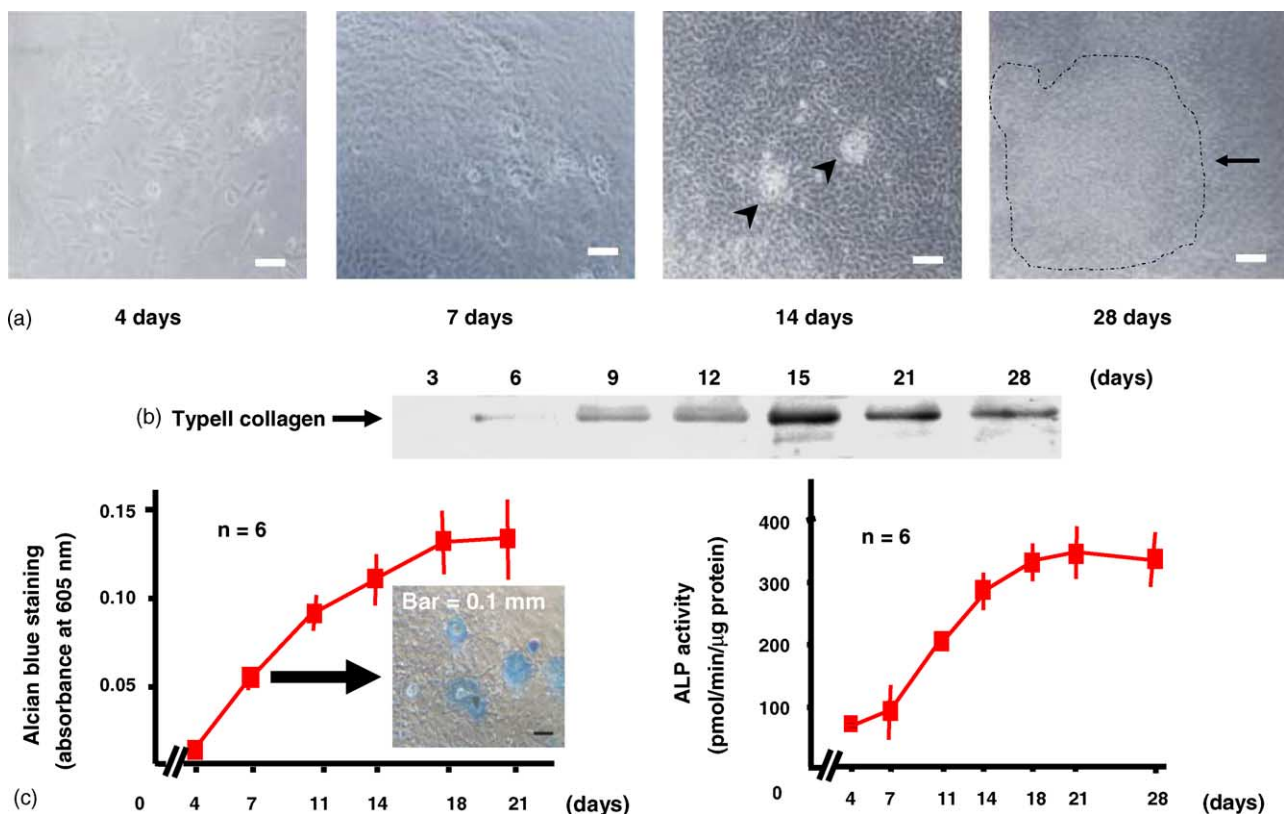 (a) 4 days 7 days 14 days 28 days
3 6 9 12 15 21 28 (days)
(b) TypeII collagen
Alcian blue staining
(absorbance at 605 nm)
0.15
0.10
0.05
0
n = 6
Bar = 0.1 mm
4 7 11 14 18 21 (days)
(c)
ALP activity
(pmol/min/μg protein)
400
300
200
100
0
n = 6
4 7 11 14 18 21 28 (days)